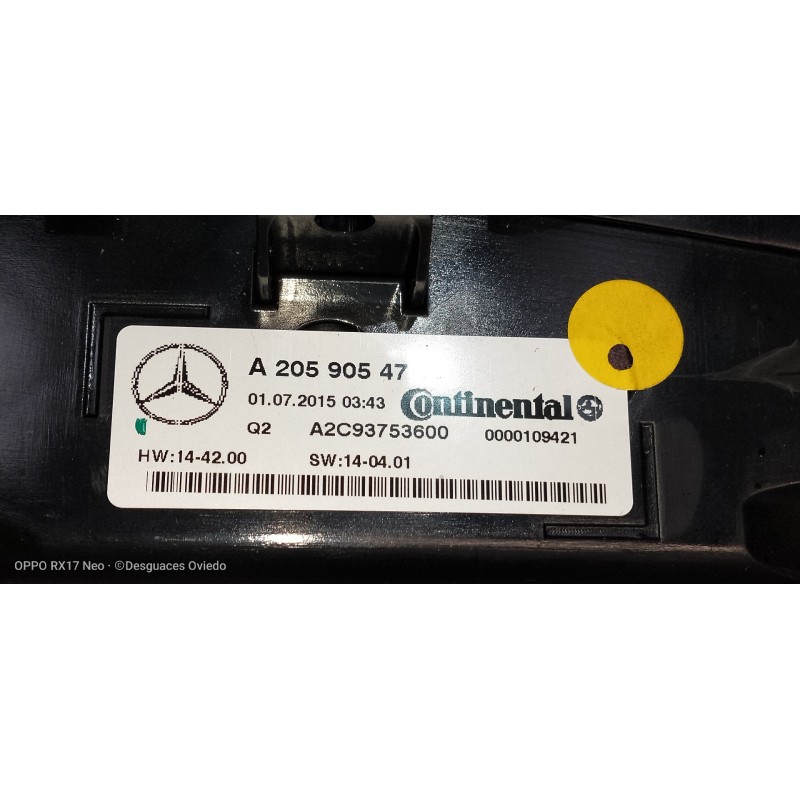 A 205 905 47
01.07.2015 03:43 Continental
Q2 A2C93753600 0000109421
HW:14-42.00 SW:14-04.01
OPPO RX17 Neo · ©Desguaces Oviedo